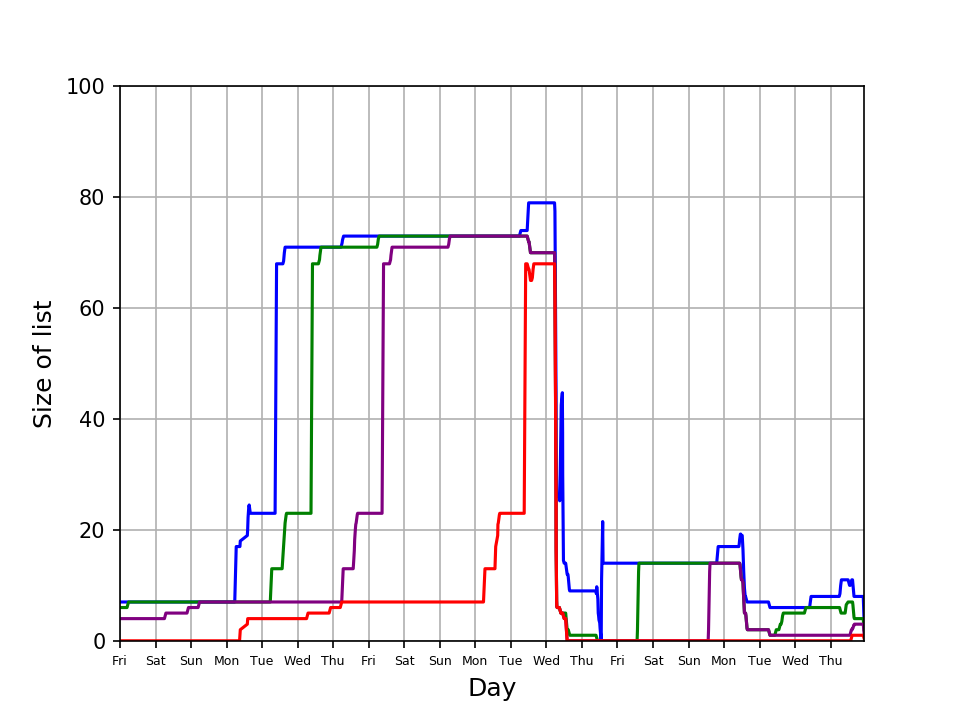 100
80
60
40
20
0
Size of list
Fri Sat Sun Mon Tue Wed Thu Fri Sat Sun Mon Tue Wed Thu Fri Sat Sun Mon Tue Wed Thu
Day